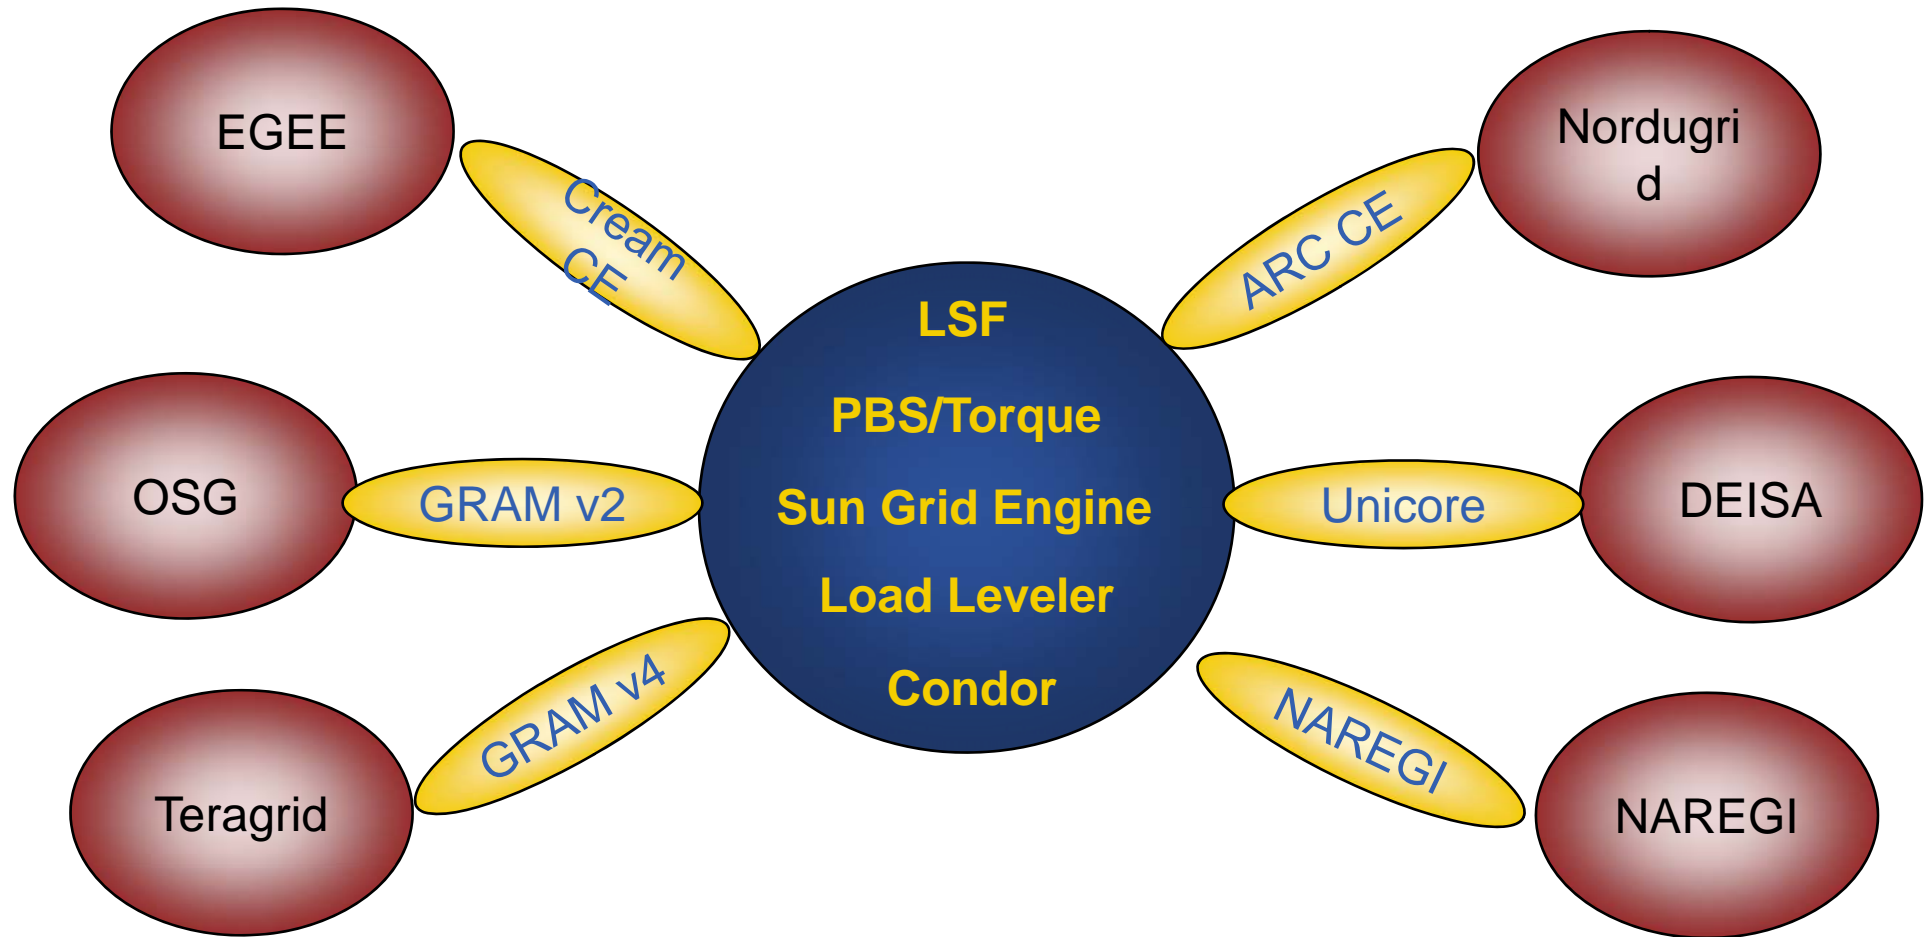 EGEE
Cream
CE
OSG
GRAM v2
Teragrid
GRAM v4
LSF
PBS/Torque
Sun Grid Engine
Load Leveler
Condor
Nordugri
d
ARC CE
Unicore
DEISA
NAREGI
NAREGI